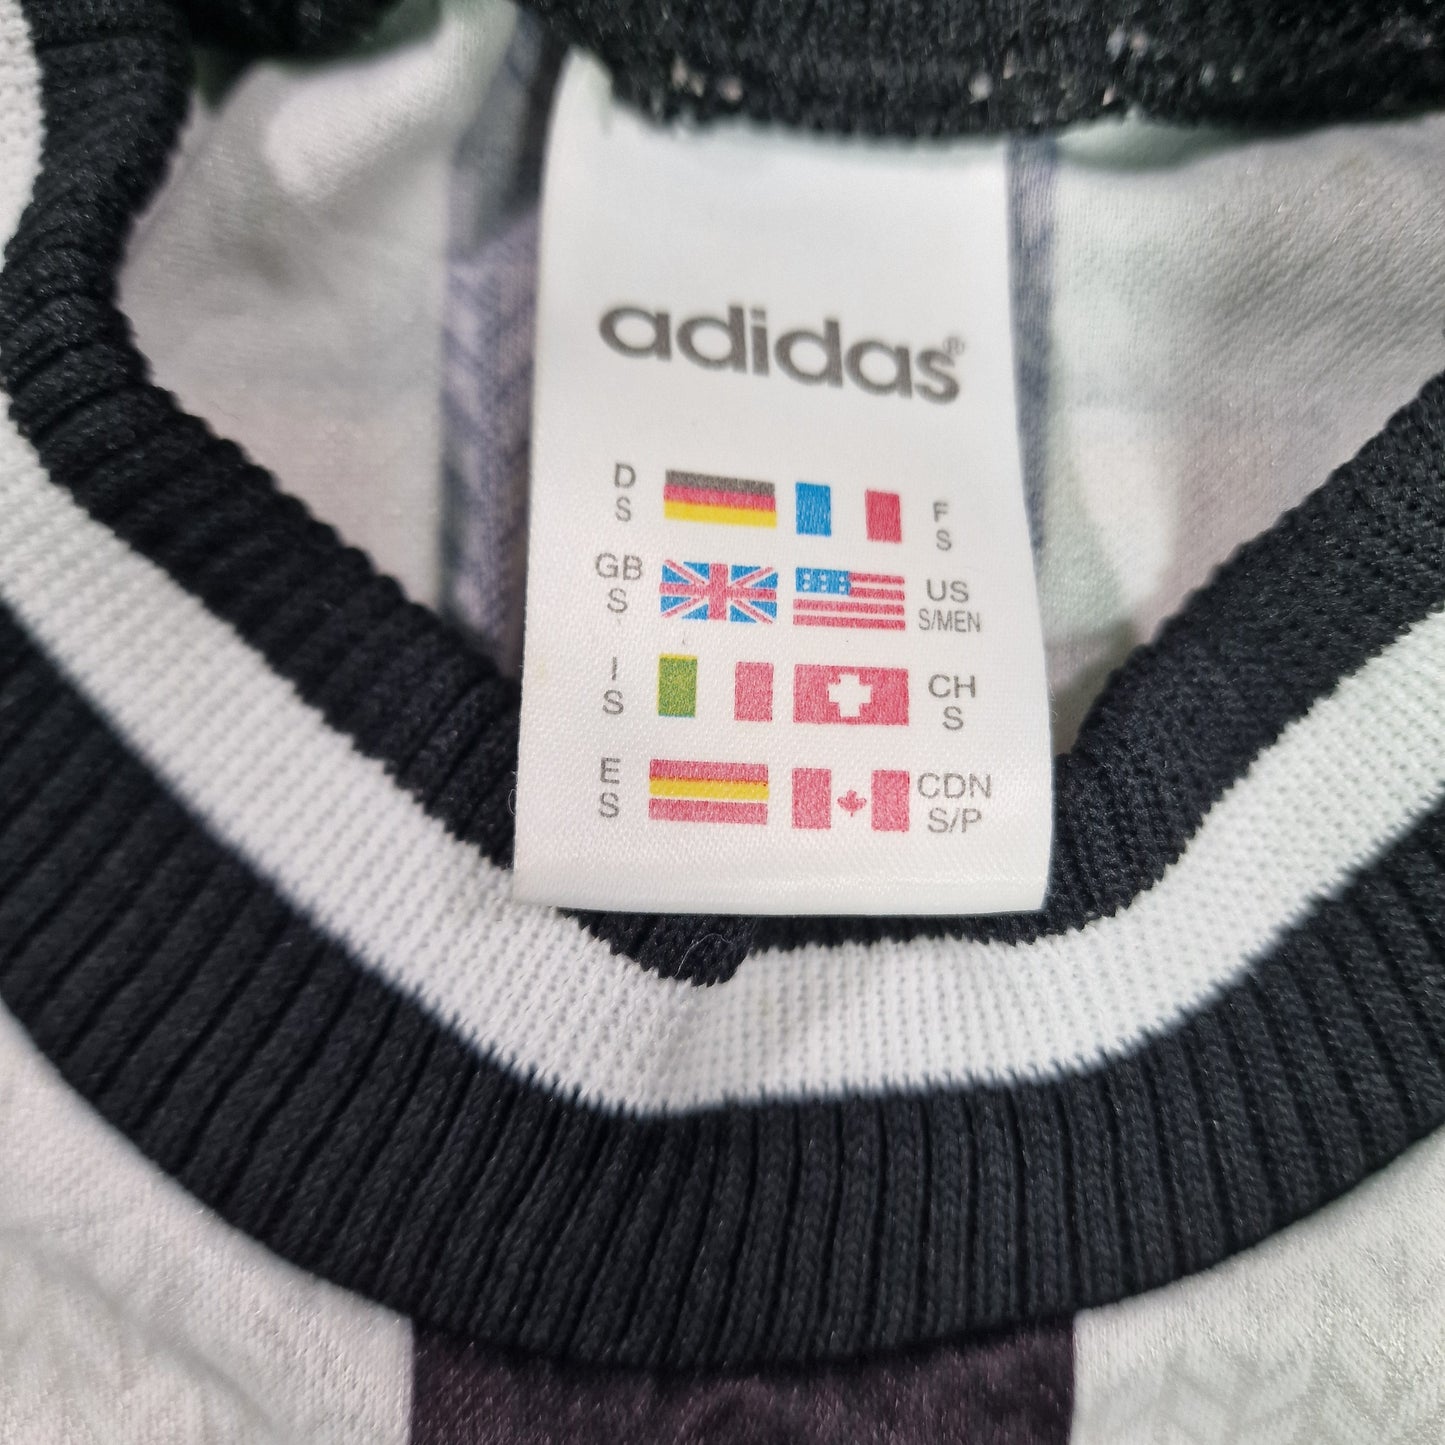 adidas®
D F
S S
GB US
S S/MEN
I CH
S S
E CDN
S S/P